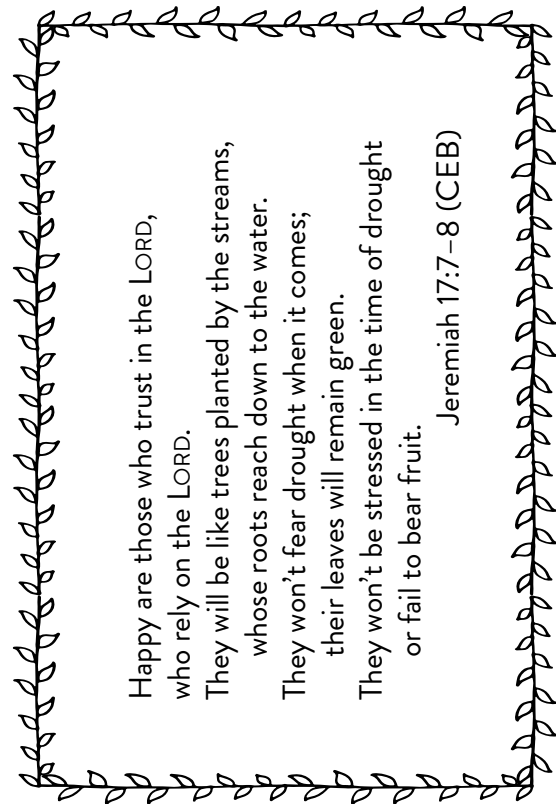 Happy are those who trust in the LORD,
who rely on the LORD.
They will be like trees planted by the streams,
whose roots reach down to the water.
They won’t fear drought when it comes;
their leaves will remain green.
They won’t be stressed in the time of drought
or fail to bear fruit.
Jeremiah 17:7–8 (CEB)